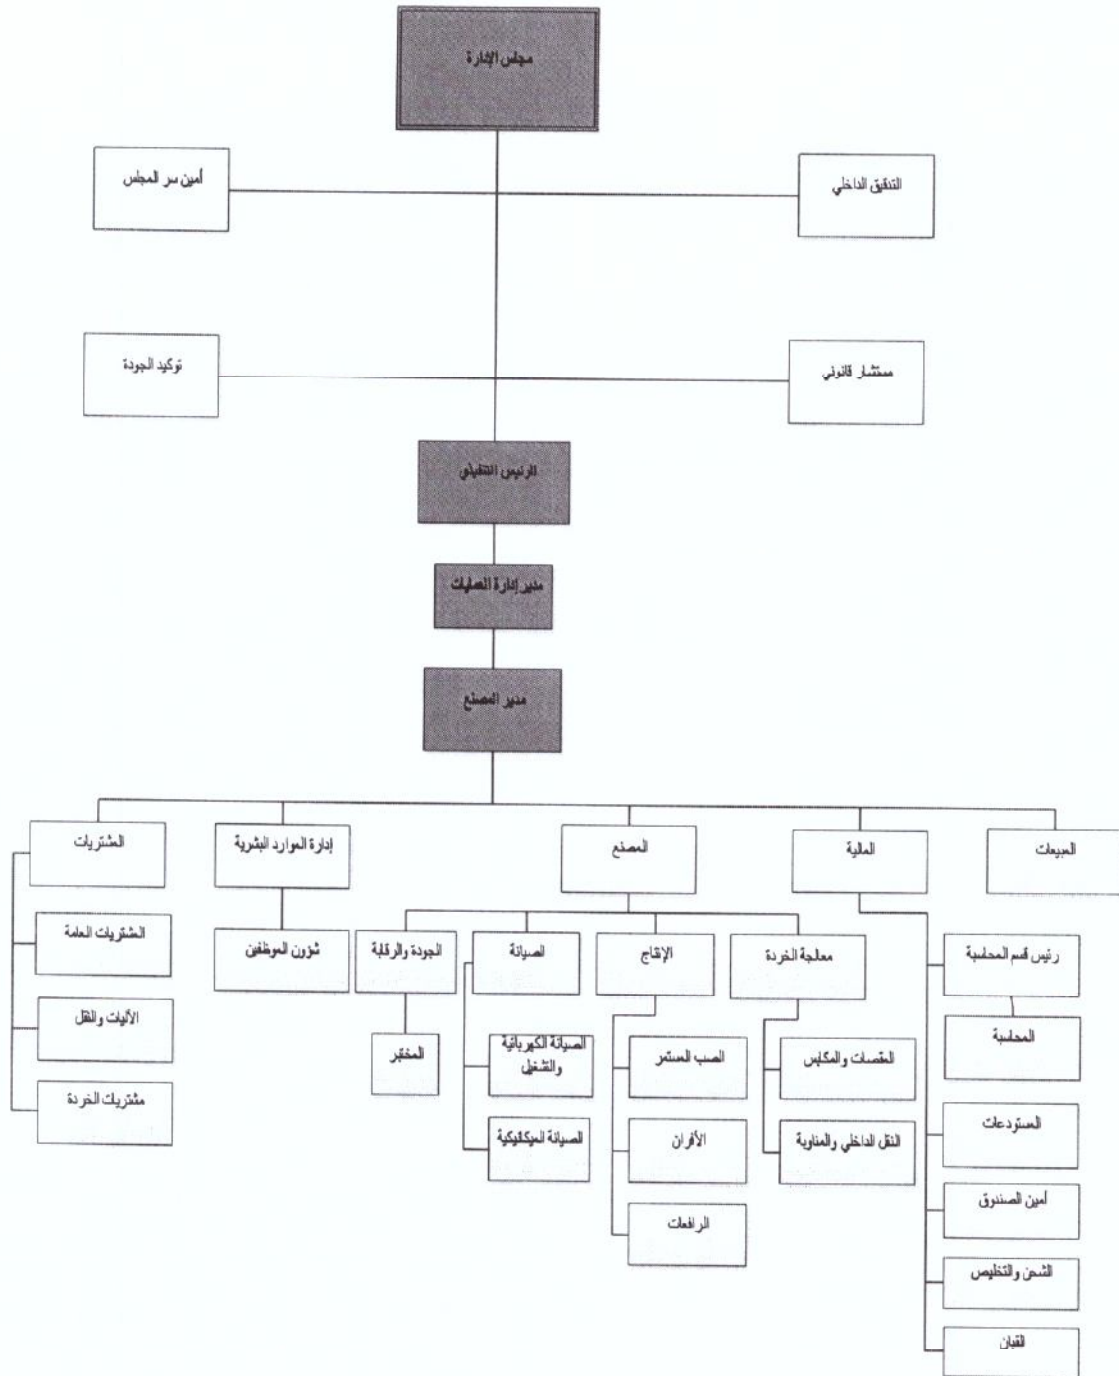 مجلس الإدارة
التدقيق الداخلي
أمين سر المجلس
مستشار قانوني
توكيد الجودة
الرئيس التنفيذي
مدير إدارة العمليات
مدير المصنع
المبيعات
المالية
المصنع
إدارة الموارد البشرية
المشتريات
رئيس قسم المحاسبة
المحاسبة
المستودعات
أمين الصندوق
الشحن والتخليص
القبان
معالجة الخردة
المقصات والمكابس
النقل الداخلي والمناوبة
الإنتاج
الصب المستمر
الأفران
الرافعات
الصيانة
الصيانة الكهربائية
والتشغيل
الصيانة الميكانيكية
الجودة والرقابة
المختبر
شؤون الموظفين
المشتريات العامة
الآليات والنقل
مشتريات الخردة